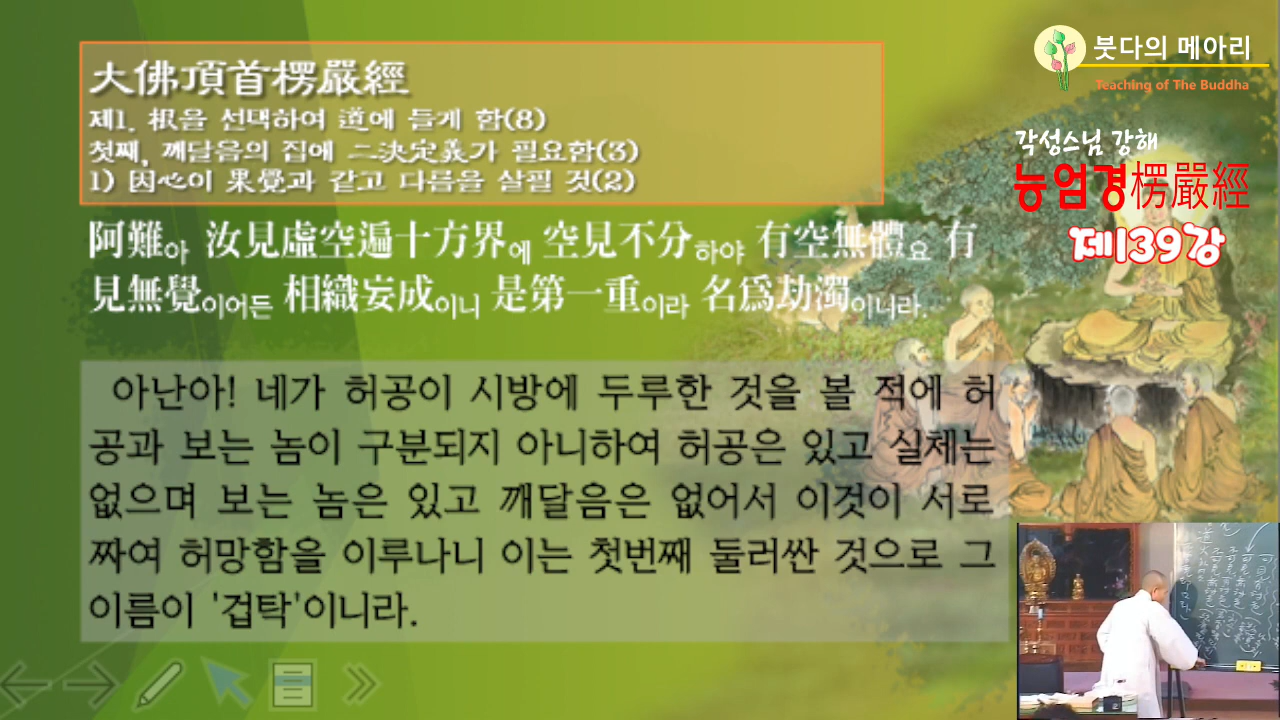 大佛頂首楞嚴經
제1. 根을 선택하여 道에 들게 함(8)
첫째, 깨달음의 집에 二決定義가 필요함(3)
1) 因心이 果覺과 같고 다름을 살필 것(2)
阿難아 汝見虛空遍十方界에 空見不分하야 有空無體요 有
見無覺이어든 相織妄成이니 是第一重이라 名爲劫濁이니라.
아난아! 네가 허공이 시방에 두루한 것을 볼 적에 허
공과 보는 놈이 구분되지 아니하여 허공은 있고 실체는
없으며 보는 놈은 있고 깨달음은 없어서 이것이 서로
짜여 허망함을 이루나니 이는 첫번째 둘러싼 것으로 그
이름이 '겁탁'이니라.
붓다의 메아리
Teaching of The Buddha
각성스님 강해
능엄경楞嚴經
제139강